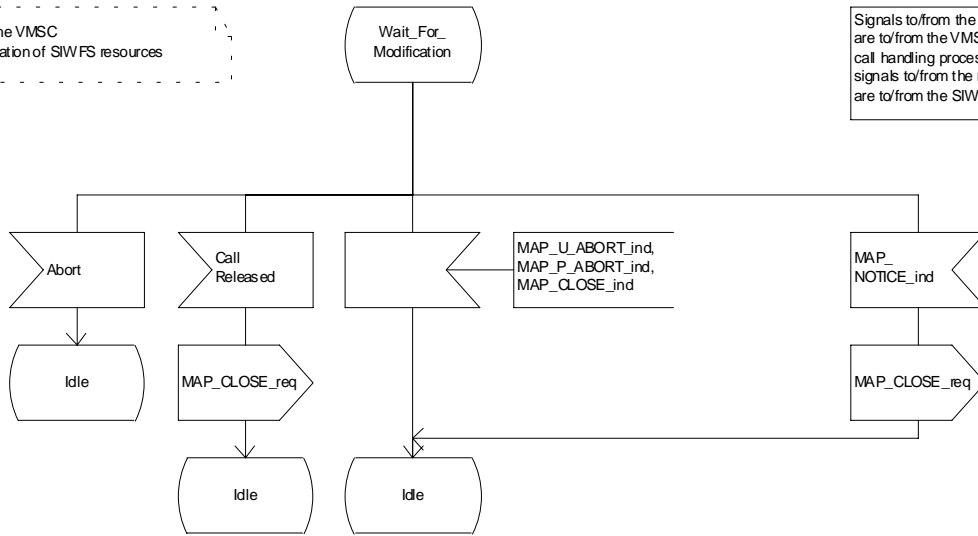 he VMSC
ation of SIWFS resources
Wait_For_
Modification
Signals to/from the
are to/from the VMS
call handling proces
signals to/from the
are to/from the SIW
Abort
Call
Released
MAP_U_ABORT_ind,
MAP_P_ABORT_ind,
MAP_CLOSE_ind
MAP_
NOTICE_ind
Idle
MAP_CLOSE_req
MAP_CLOSE_req
Idle
Idle